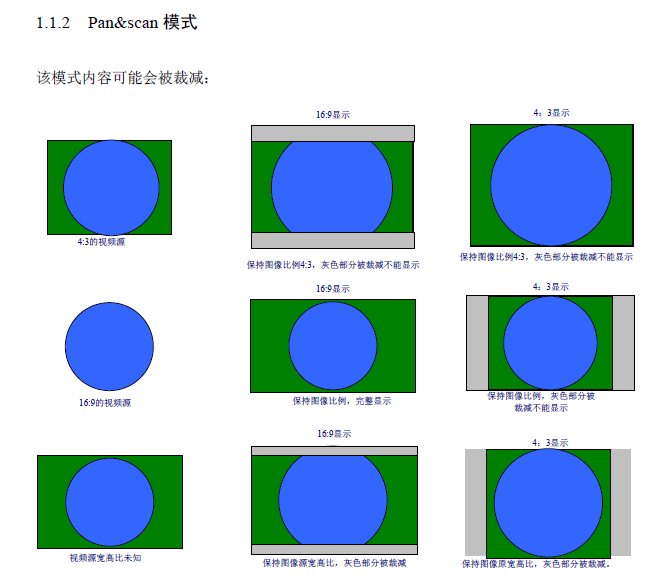 1.1.2 Pan&scan 模式
该模式内容可能会被裁减：
16:9显示
4：3显示
4:3的视频源
保持图像比例4:3，灰色部分被裁减不能显示
保持图像比例4:3，灰色部分被裁减不能显示
16:9显示
4：3显示
16:9的视频源
保持图像比例，完整显示
保持图像比例，灰色部分被
裁减不能显示
16:9显示
4：3显示
视频源宽高比未知
保持图像源宽高比，灰色部分被裁减
保持图像原宽高比，灰色部分被裁减。